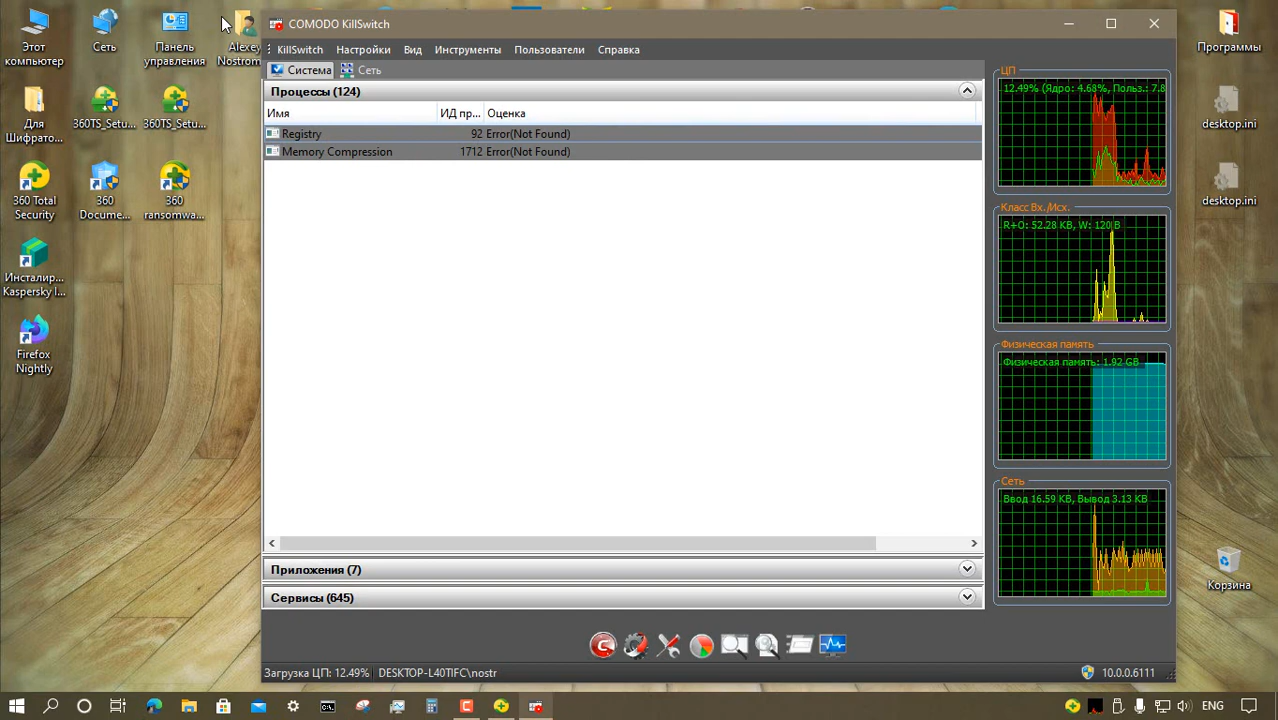 Этот
компьютер
Сеть
Панель
управления
Alexey
Nostrom
Для
Шифрато...
360TS_Setu...
360TS_Setu...
360 Total
Security
360
Docume...
360
ransomwa...
Инсталир...
Kaspersky I...
Firefox
Nightly
COMODO KillSwitch
KillSwitch Настройки Вид Инструменты Пользователи Справка
Система Сеть
Процессы (124)
Имя ИД пр... Оценка
Registry 92 Error(Not Found)
Memory Compression 1712 Error(Not Found)
Приложения (7)
Сервисы (645)
ЦП
12.49% (Ядро: 4.68%, Польз.: 7.8
Класс Вх./Исх.
R+O: 52.28 KB, W: 120 B
Физическая память
Физическая память: 1.92 GB
Сеть
Ввод 16.59 KB, Вывод 3.13 KB
Загрузка ЦП: 12.49% DESKTOP-L40TIFC\nostr 10.0.0.6111
Программы
desktop.ini
desktop.ini
Корзина
ENG